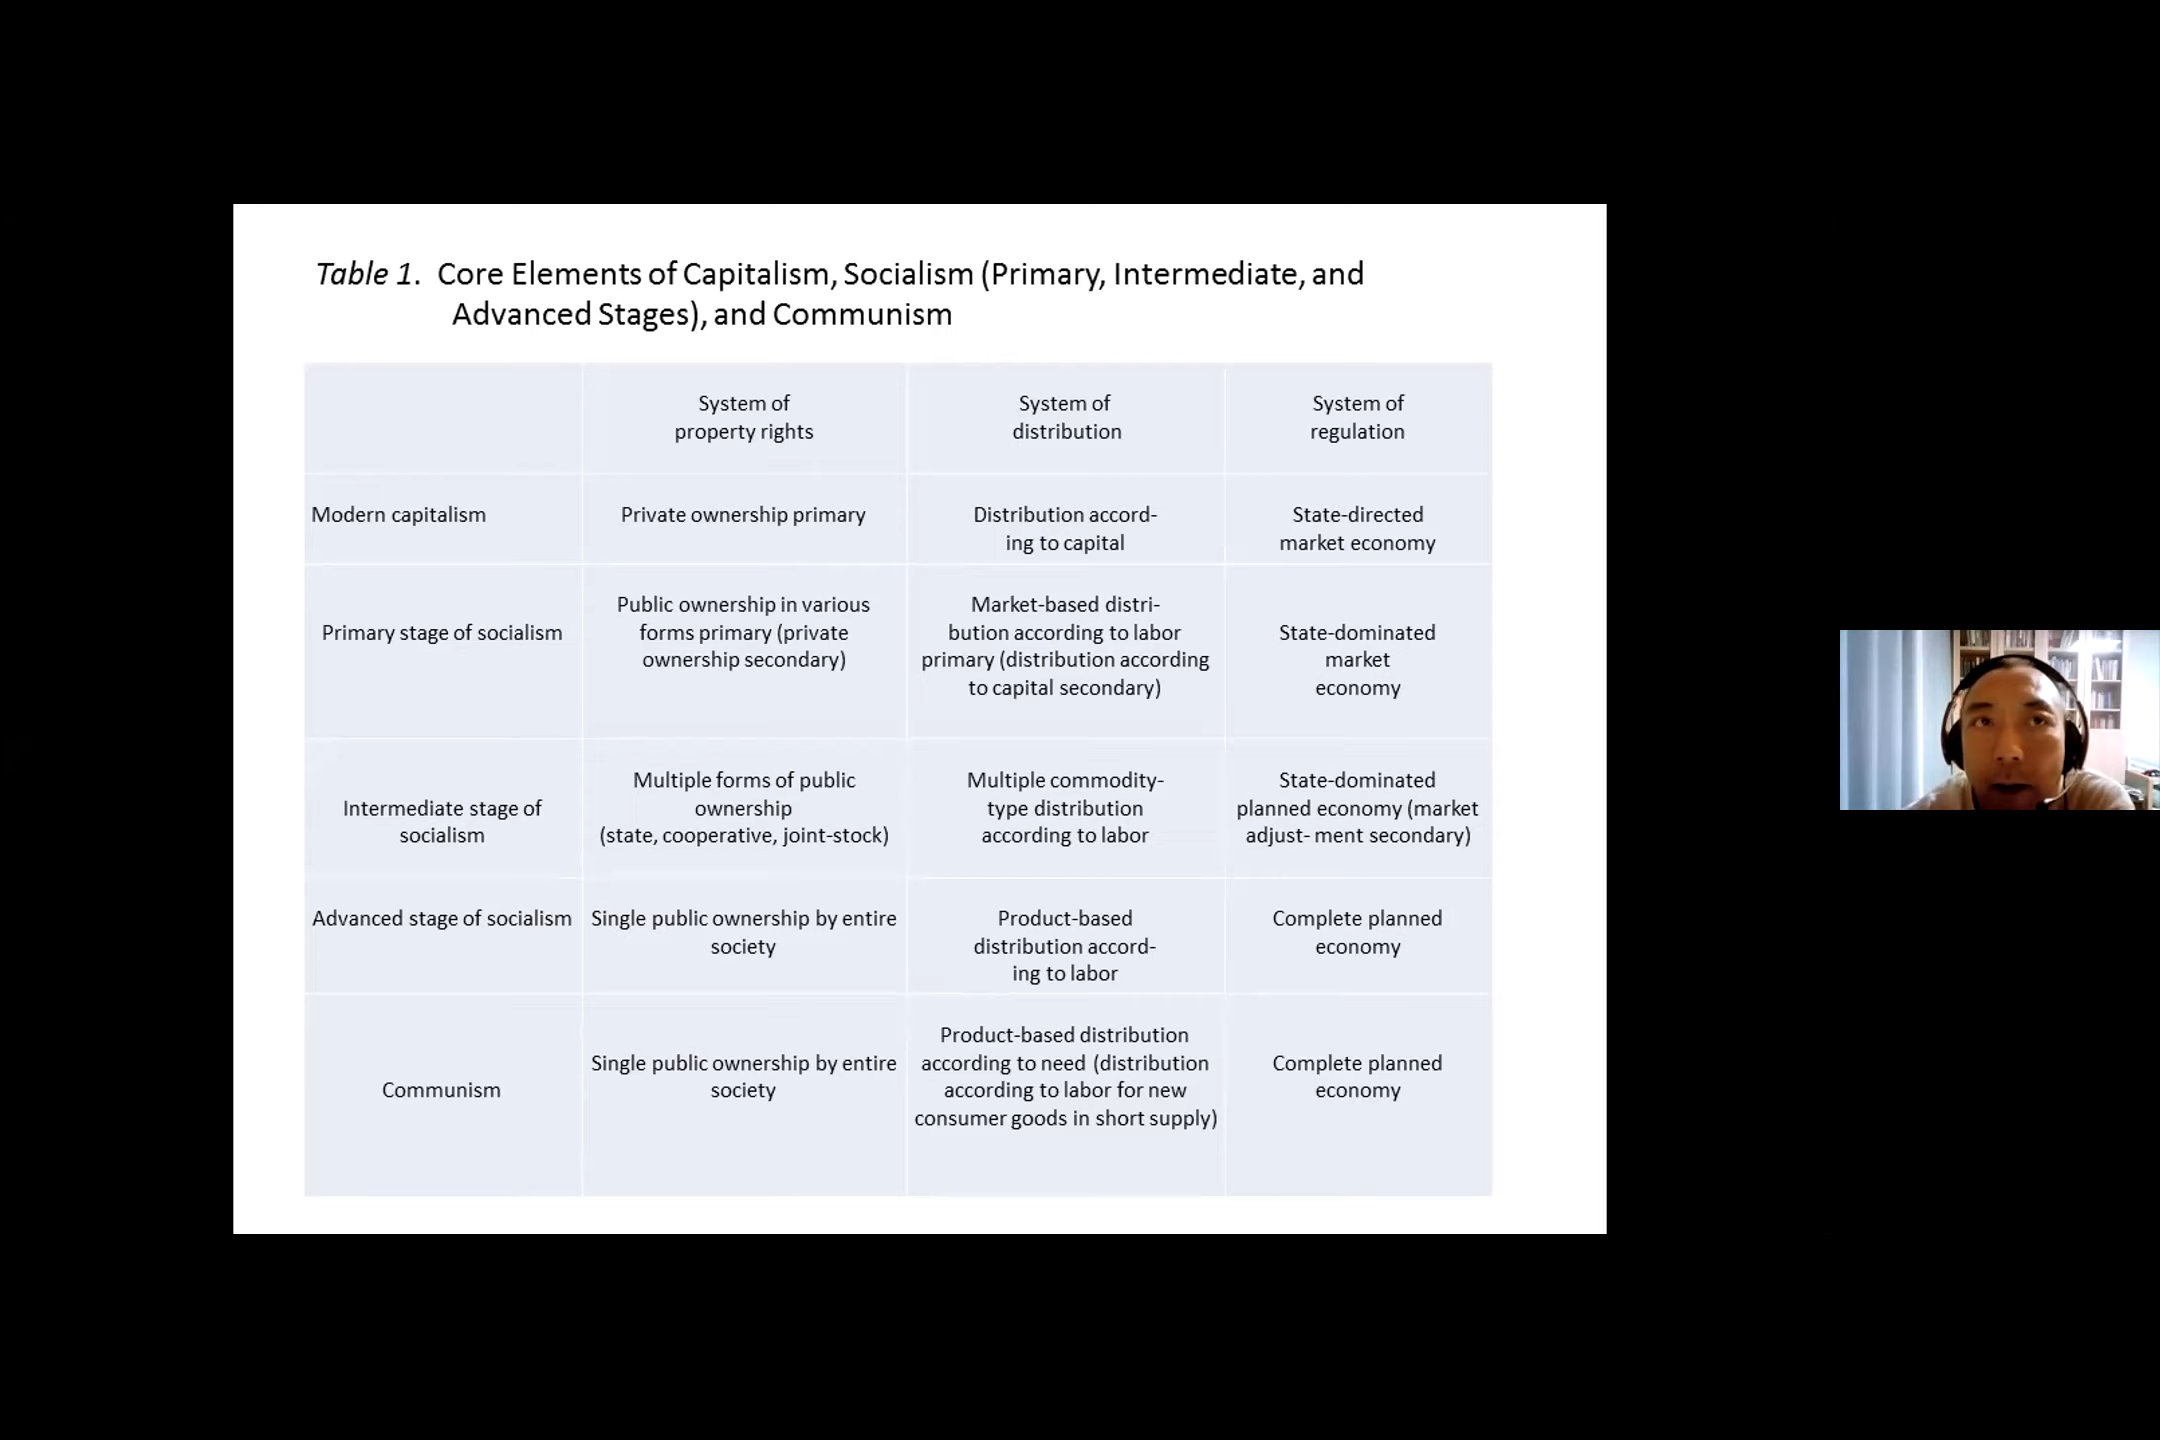 Table 1. Core Elements of Capitalism, Socialism (Primary, Intermediate, and
Advanced Stages), and Communism
System of
property rights
System of
distribution
System of
regulation
Modern capitalism
Private ownership primary
Distribution accord-
ing to capital
State-directed
market economy
Primary stage of socialism
Public ownership in various
forms primary (private
ownership secondary)
Market-based distri-
bution according to labor
primary (distribution according
to capital secondary)
State-dominated
market
economy
Intermediate stage of
socialism
Multiple forms of public
ownership
(state, cooperative, joint-stock)
Multiple commodity-
type distribution
according to labor
State-dominated
planned economy (market
adjust- ment secondary)
Advanced stage of socialism
Single public ownership by entire
society
Product-based
distribution accord-
ing to labor
Complete planned
economy
Communism
Single public ownership by entire
society
Product-based distribution
according to need (distribution
according to labor for new
consumer goods in short supply)
Complete planned
economy